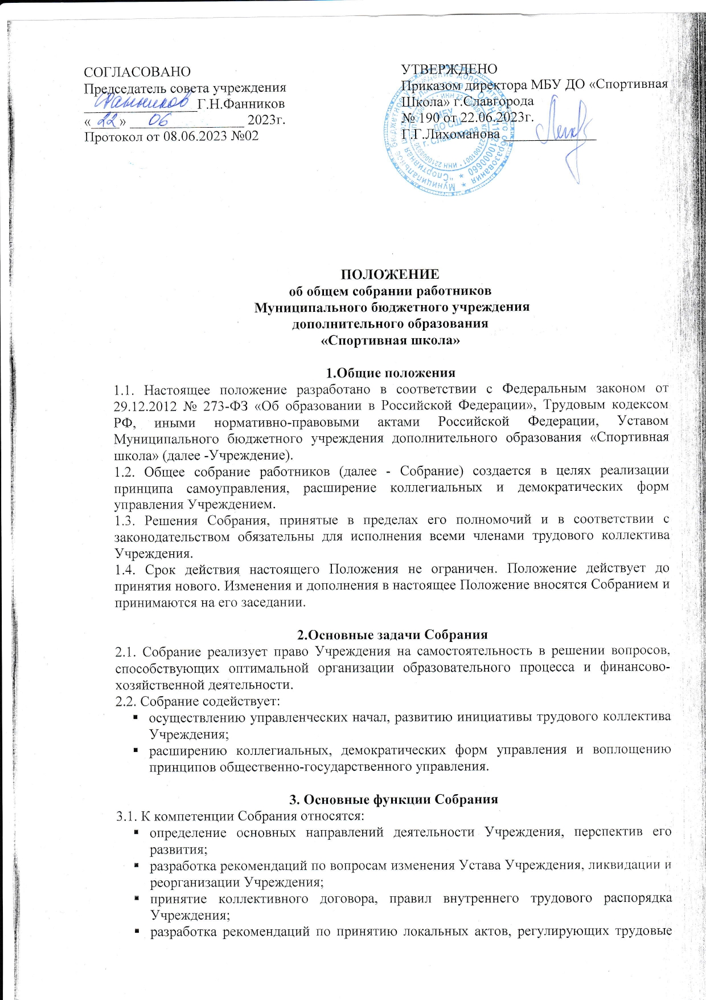 СОГЛАСОВАНО
Председатель совета учреждения
Фанников Г.Н.Фанников
«22» 06 2023г.
Протокол от 08.06.2023 №02
УТВЕРЖДЕНО
Приказом директора МБУ ДО «Спортивная
Школа» г.Славгорода
№ 190 от 22.06.2023г.
Г.Г.Лихоманова
МБУ
ДО СШ
г. Славгорода
ПОЛОЖЕНИЕ
об общем собрании работников
Муниципального бюджетного учреждения
дополнительного образования
«Спортивная школа»
1.Общие положения
1.1. Настоящее положение разработано в соответствии с Федеральным законом от
29.12.2012 № 273-ФЗ «Об образовании в Российской Федерации», Трудовым кодексом
РФ, иными нормативно-правовыми актами Российской Федерации, Уставом
Муниципального бюджетного учреждения дополнительного образования «Спортивная
школа» (далее -Учреждение).
1.2. Общее собрание работников (далее - Собрание) создается в целях реализации
принципа самоуправления, расширение коллегиальных и демократических форм
управления Учреждением.
1.3. Решения Собрания, принятые в пределах его полномочий и в соответствии с
законодательством обязательны для исполнения всеми членами трудового коллектива
Учреждения.
1.4. Срок действия настоящего Положения не ограничен. Положение действует до
принятия нового. Изменения и дополнения в настоящее Положение вносятся Собранием и
принимаются на его заседании.
2.Основные задачи Собрания
2.1. Собрание реализует право Учреждения на самостоятельность в решении вопросов,
способствующих оптимальной организации образовательного процесса и финансово-
хозяйственной деятельности.
2.2. Собрание содействует:
▪ осуществлению управленческих начал, развитию инициативы трудового коллектива
Учреждения;
▪ расширению коллегиальных, демократических форм управления и воплощению
принципов общественно-государственного управления.
3. Основные функции Собрания
3.1. К компетенции Собрания относятся:
▪ определение основных направлений деятельности Учреждения, перспектив его
развития;
▪ разработка рекомендаций по вопросам изменения Устава Учреждения, ликвидации и
реорганизации Учреждения;
▪ принятие коллективного договора, правил внутреннего трудового распорядка
Учреждения;
▪ разработка рекомендаций по принятию локальных актов, регулирующих трудовые